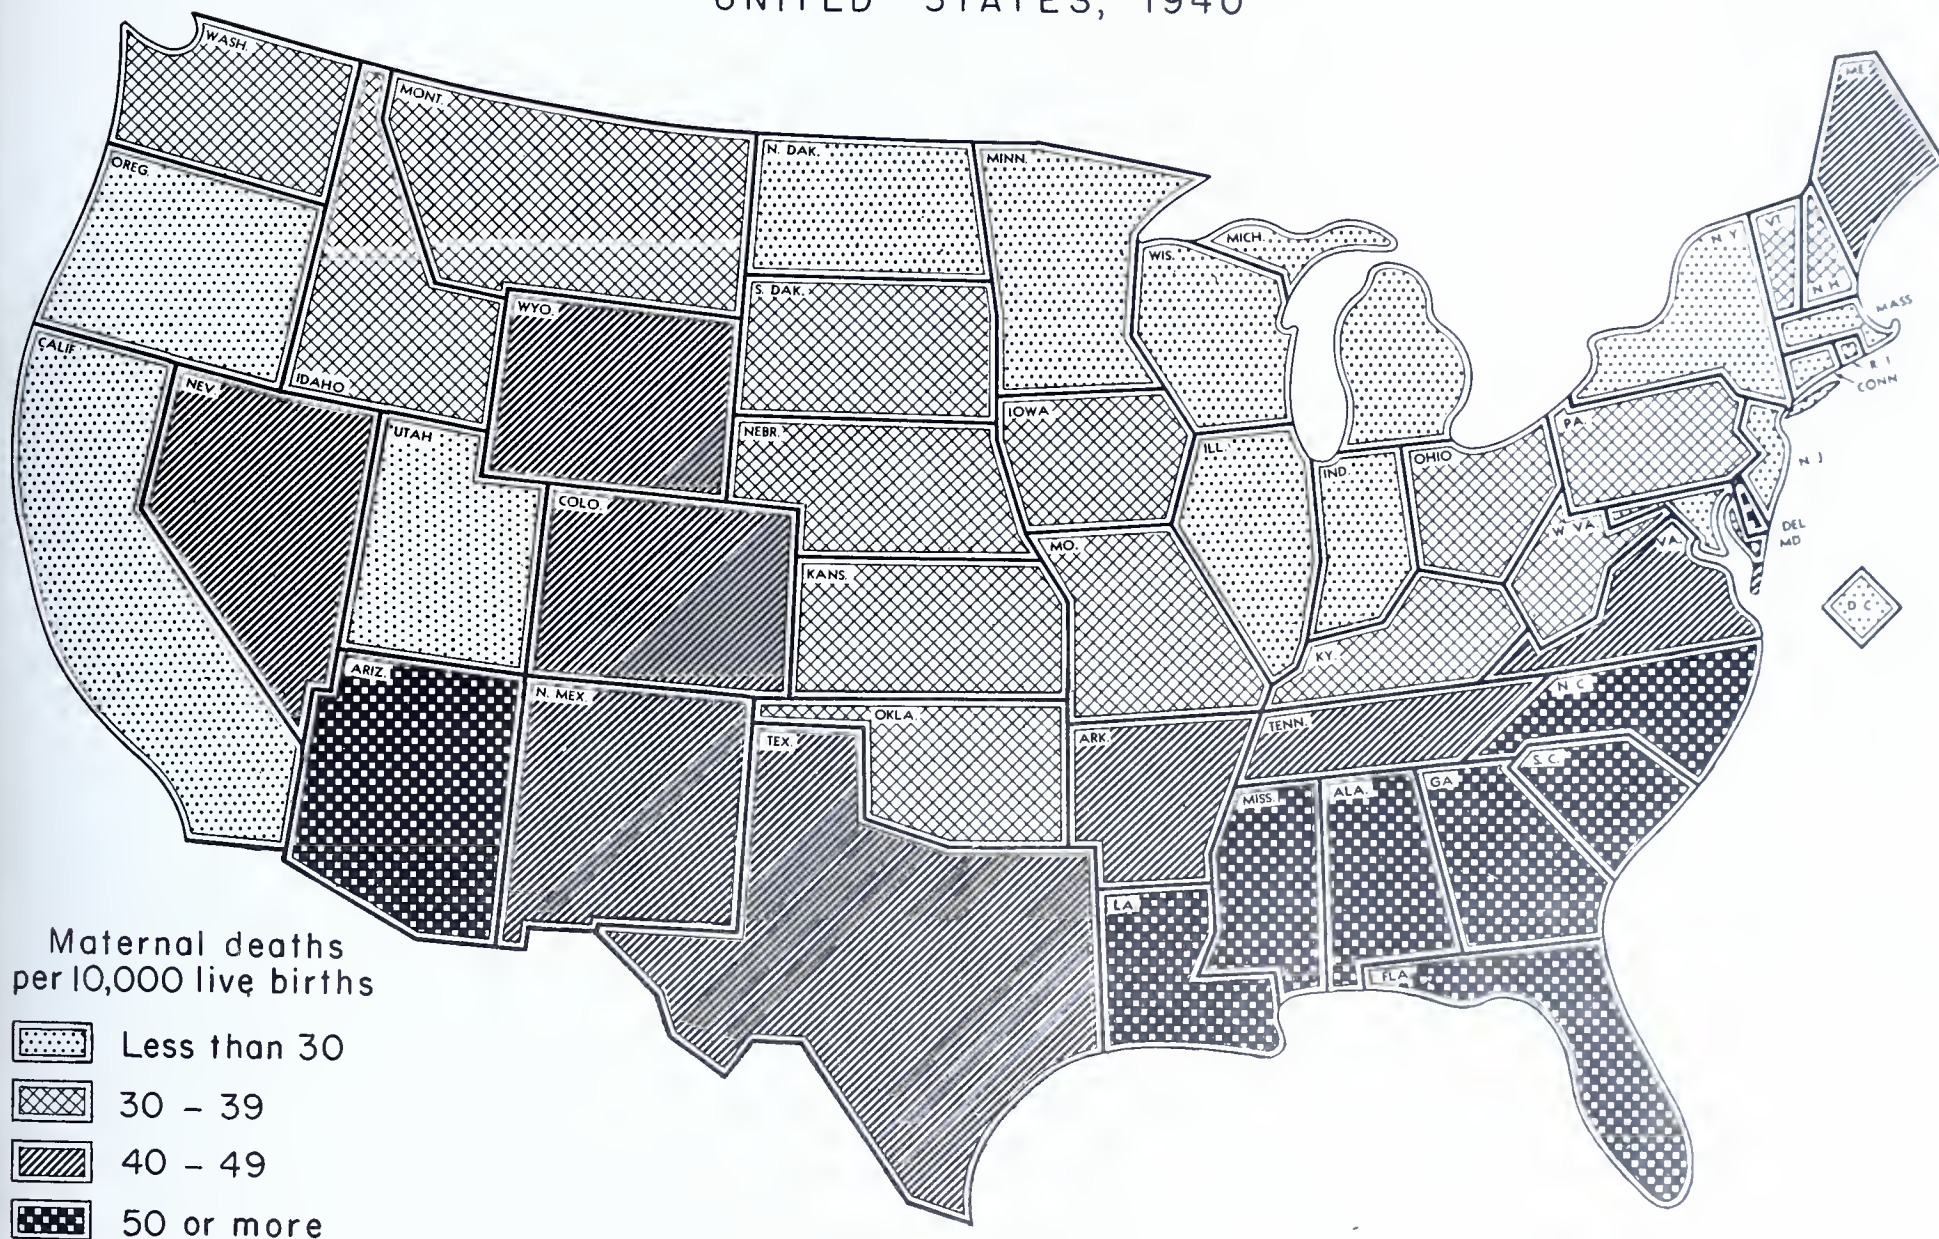 UNITED STATES, 1940
WASH.
MONT.
N. DAK.
MINN.
ME.
OREG.
MICH.
WIS.
N Y
VT.
N H
MASS
S. DAK.
WYO.
CALIF.
NEV.
IDAHO
R I
CONN
UTAH
NEBR.
IOWA
ILL.
IND.
OHIO
PA.
N J
COLO.
W. VA.
VA.
DEL
MD
MO.
KANS.
D C
KY.
ARIZ.
N. MEX.
OKLA.
TEX.
ARK.
TENN.
N C
S. C.
MISS.
ALA.
GA
LA.
FLA
Maternal deaths
per 10,000 live births
Less than 30
30 – 39
40 – 49
50 or more